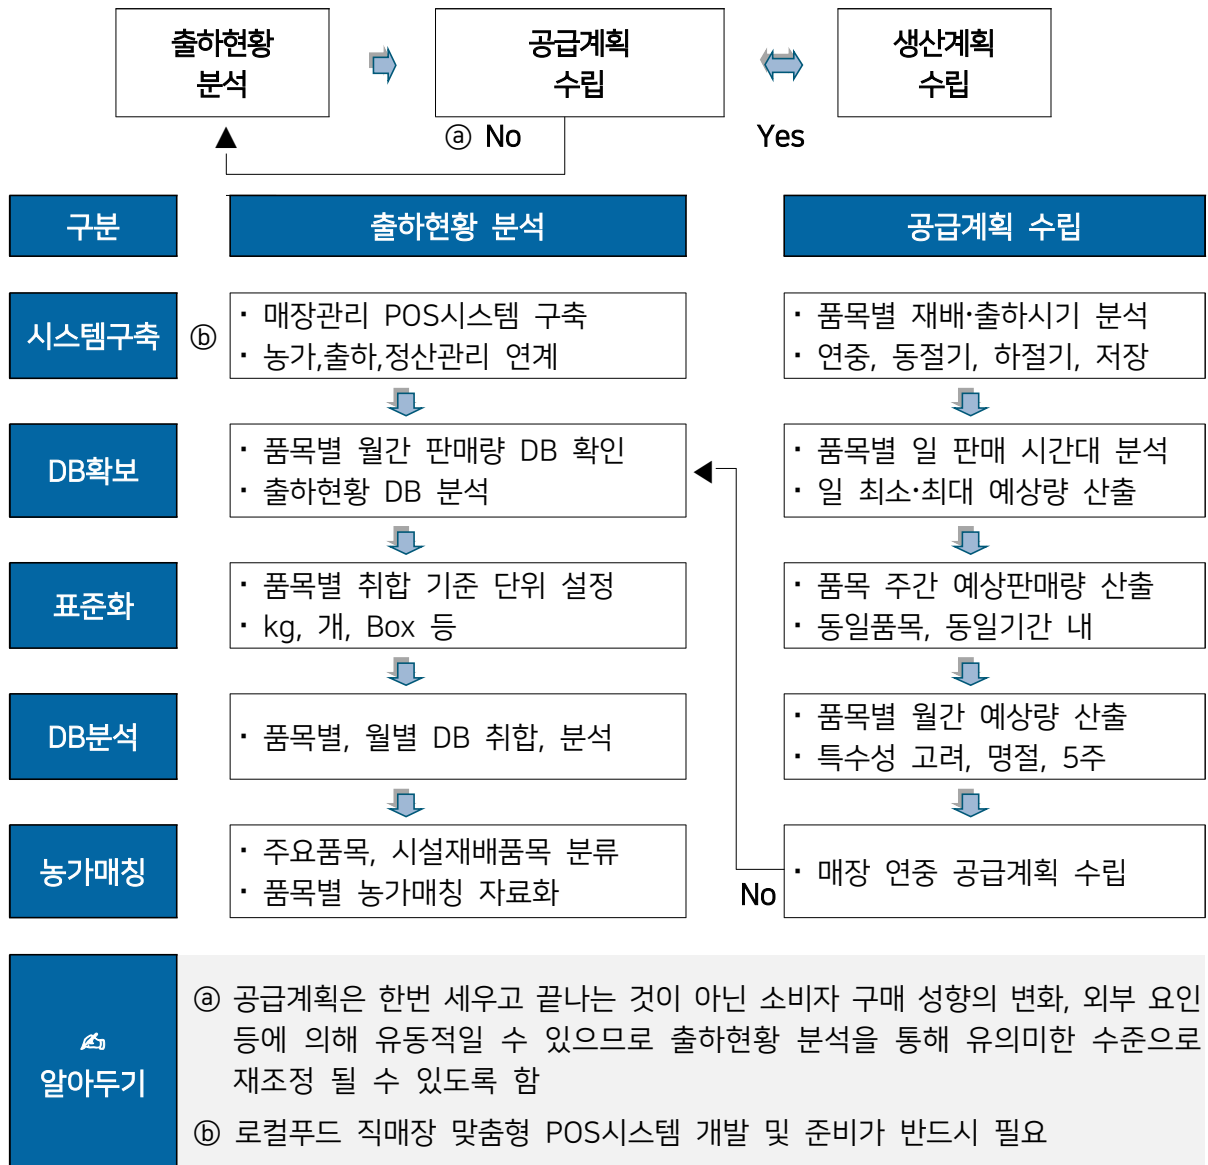 출하현황
분석
공급계획
수립
생산계획
수립
ⓐ No
Yes
구분
출하현황 분석
공급계획 수립
시스템구축
ⓑ
· 매장관리 POS시스템 구축
· 농가,출하,정산관리 연계
· 품목별 재배·출하시기 분석
· 연중, 동절기, 하절기, 저장
DB확보
· 품목별 월간 판매량 DB 확인
· 출하현황 DB 분석
· 품목별 일 판매 시간대 분석
· 일 최소·최대 예상량 산출
표준화
· 품목별 취합 기준 단위 설정
· kg, 개, Box 등
· 품목 주간 예상판매량 산출
· 동일품목, 동일기간 내
DB분석
· 품목별, 월별 DB 취합, 분석
· 품목별 월간 예상량 산출
· 특수성 고려, 명절, 5주
농가매칭
· 주요품목, 시설재배품목 분류
· 품목별 농가매칭 자료화
No
· 매장 연중 공급계획 수립
✍
알아두기
ⓐ 공급계획은 한번 세우고 끝나는 것이 아닌 소비자 구매 성향의 변화, 외부 요인
등에 의해 유동적일 수 있으므로 출하현황 분석을 통해 유의미한 수준으로
재조정 될 수 있도록 함
ⓑ 로컬푸드 직매장 맞춤형 POS시스템 개발 및 준비가 반드시 필요